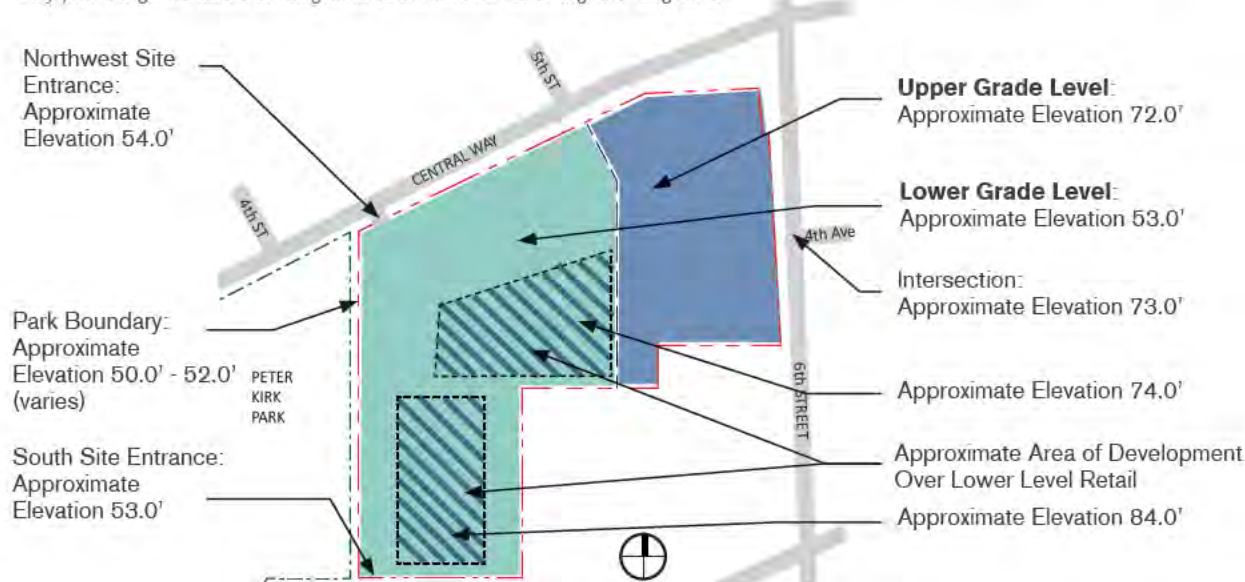 Northwest Site
Entrance:
Approximate
Elevation 54.0'
Park Boundary:
Approximate
Elevation 50.0' - 52.0'
(varies)
South Site Entrance:
Approximate
Elevation 53.0'
4th ST
CENTRAL WAY
5th ST
PETER
KIRK
PARK
4th Ave
6th STREET
Upper Grade Level:
Approximate Elevation 72.0'
Lower Grade Level:
Approximate Elevation 53.0'
Intersection:
Approximate Elevation 73.0'
Approximate Elevation 74.0'
Approximate Area of Development
Over Lower Level Retail
Approximate Elevation 84.0'